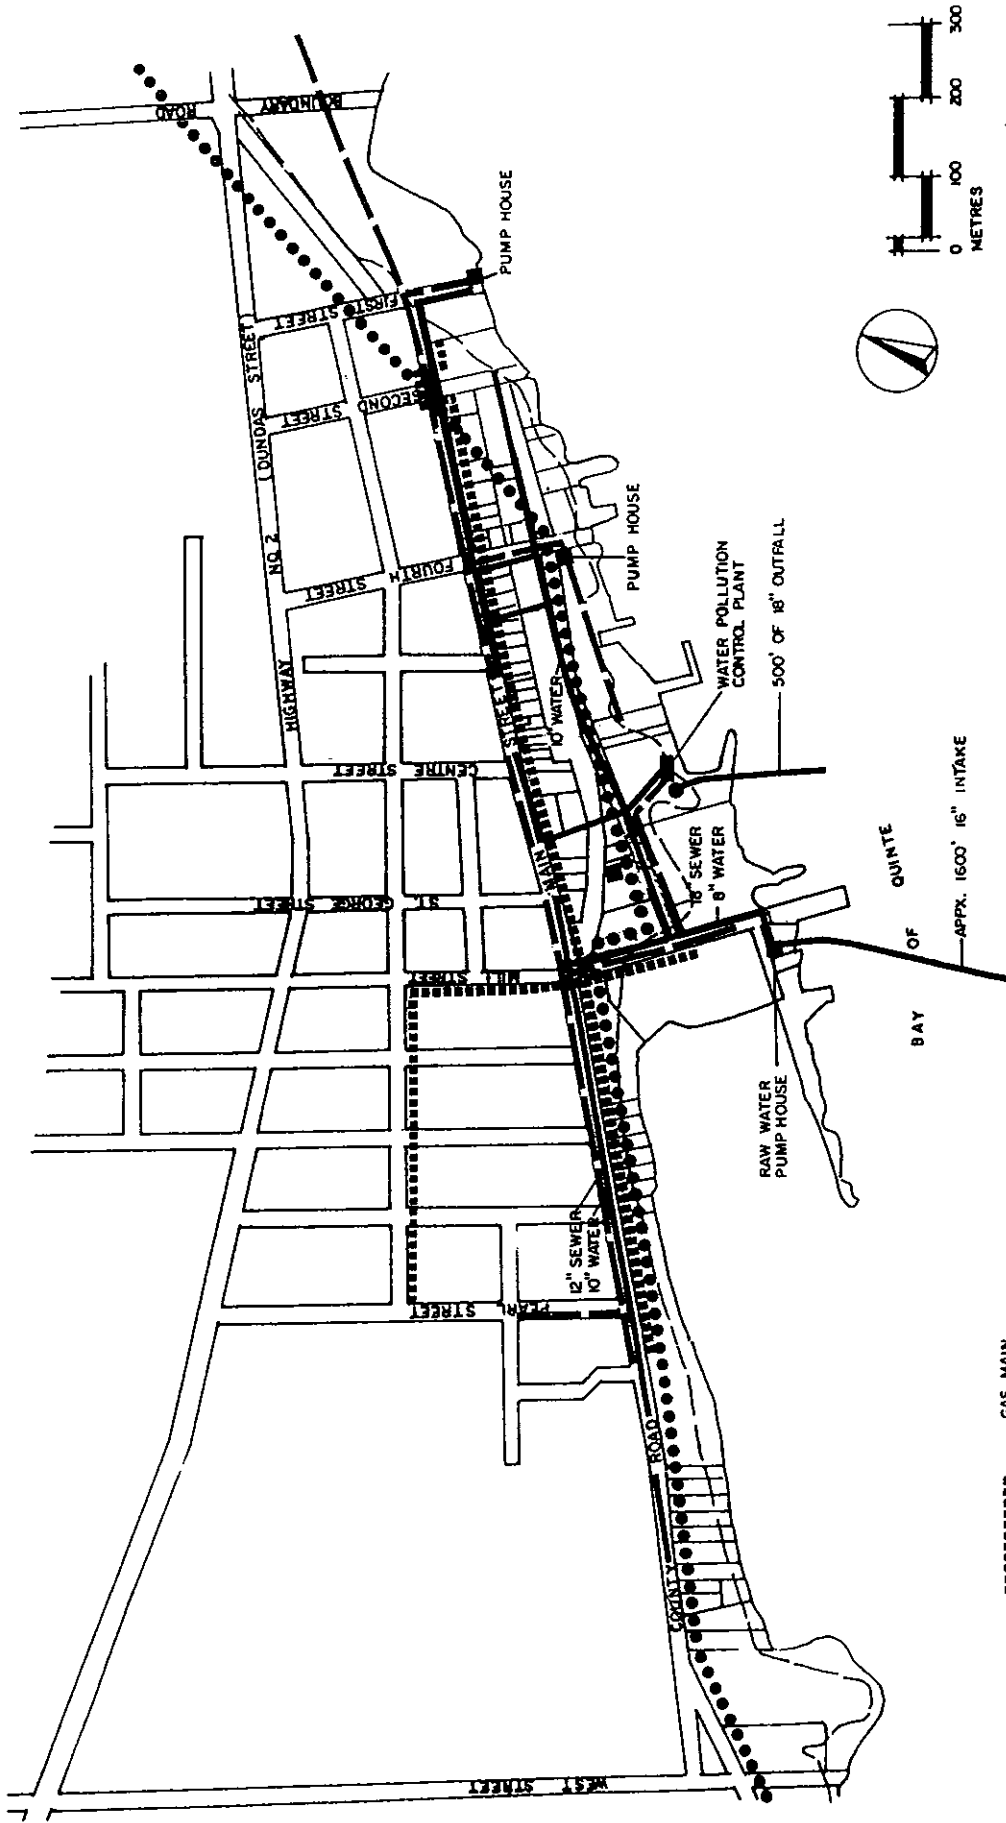 ROAD
BOUNDARY
HIGHWAY NO 2 (DUNDAS STREET)
FIRST STREET
SECOND STREET
FOURTH STREET
CENTRE STREET
ST. GEORGE STREET
MILL STREET
PEARL STREET
WEST STREET
MAIN STREET
COUNTY ROAD
PUMP HOUSE
PUMP HOUSE
WATER POLLUTION
CONTROL PLANT
500' OF 18" OUTFALL
10" WATER
18" SEWER
8" WATER
APPX. 1600' 16" INTAKE
BAY OF QUINTE
RAW WATER
PUMP HOUSE
12" SEWER
10" WATER
0 100 200 300
METRES
GAS MAIN